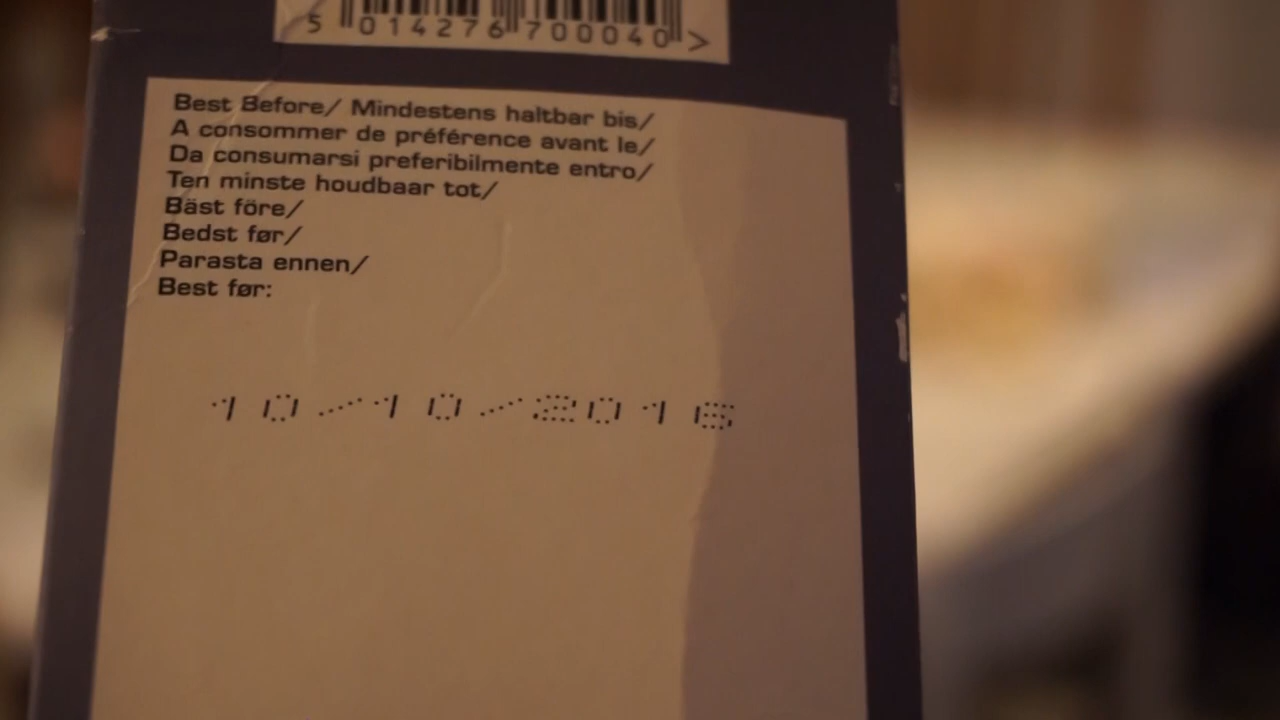 5 014276 700040 >
Best Before/ Mindestens haltbar bis/
A consommer de préférence avant le/
Da consumarsi preferibilmente entro/
Ten minste houdbaar tot/
Bäst före/
Bedst før/
Parasta ennen/
Best før:
10/10/2016